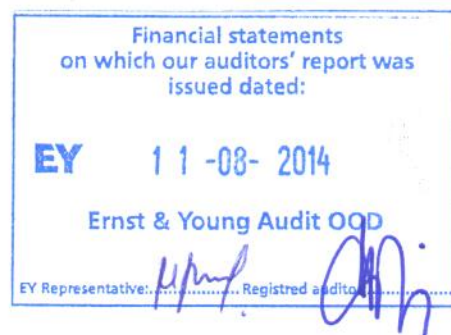 Financial statements
on which our auditors' report was
issued dated:
EY 11-08-2014
Ernst & Young Audit OOD
EY Representative:................. Registred auditor.................